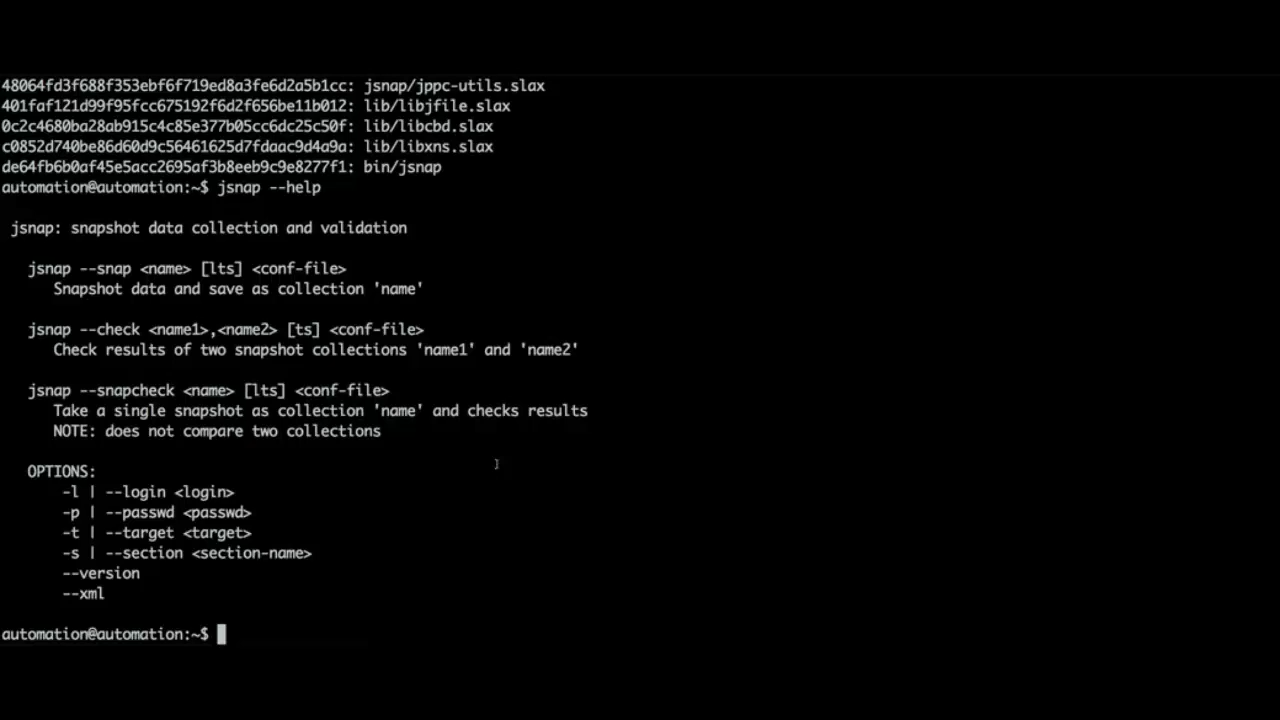 48064fd3f688f353ebf6f719ed8a3fe6d2a5b1cc: jsnap/jppc-utils.slax
401faf121d99f95fcc675192f6d2f656be11b012: lib/libjfile.slax
0c2c4680ba28ab915c4c85e377b05cc6dc25c50f: lib/libcbd.slax
c0852d740be86d60d9c56461625d7fdaac9d4a9a: lib/libxns.slax
de64fb6b0af45e5acc2695af3b8eeb9c9e8277f1: bin/jsnap
automation@automation:~$ jsnap --help
jsnap: snapshot data collection and validation
jsnap --snap <name> [lts] <conf-file>
Snapshot data and save as collection 'name'
jsnap --check <name1>,<name2> [ts] <conf-file>
Check results of two snapshot collections 'name1' and 'name2'
jsnap --snapcheck <name> [lts] <conf-file>
Take a single snapshot as collection 'name' and checks results
NOTE: does not compare two collections
OPTIONS:
-l | --login <login>
-p | --passwd <passwd>
-t | --target <target>
-s | --section <section-name>
--version
--xml
automation@automation:~$